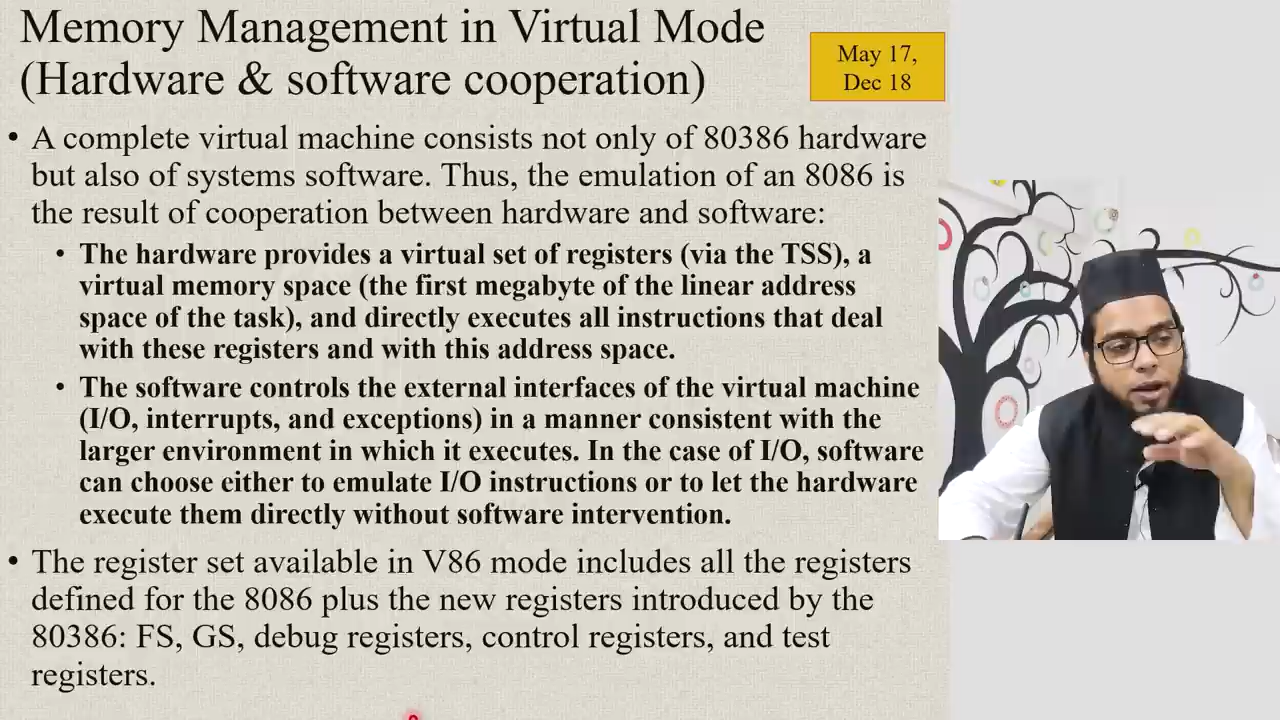 Memory Management in Virtual Mode
(Hardware & software cooperation)
May 17,
Dec 18
• A complete virtual machine consists not only of 80386 hardware
but also of systems software. Thus, the emulation of an 8086 is
the result of cooperation between hardware and software:
• The hardware provides a virtual set of registers (via the TSS), a
virtual memory space (the first megabyte of the linear address
space of the task), and directly executes all instructions that deal
with these registers and with this address space.
• The software controls the external interfaces of the virtual machine
(I/O, interrupts, and exceptions) in a manner consistent with the
larger environment in which it executes. In the case of I/O, software
can choose either to emulate I/O instructions or to let the hardware
execute them directly without software intervention.
• The register set available in V86 mode includes all the registers
defined for the 8086 plus the new registers introduced by the
80386: FS, GS, debug registers, control registers, and test
registers.